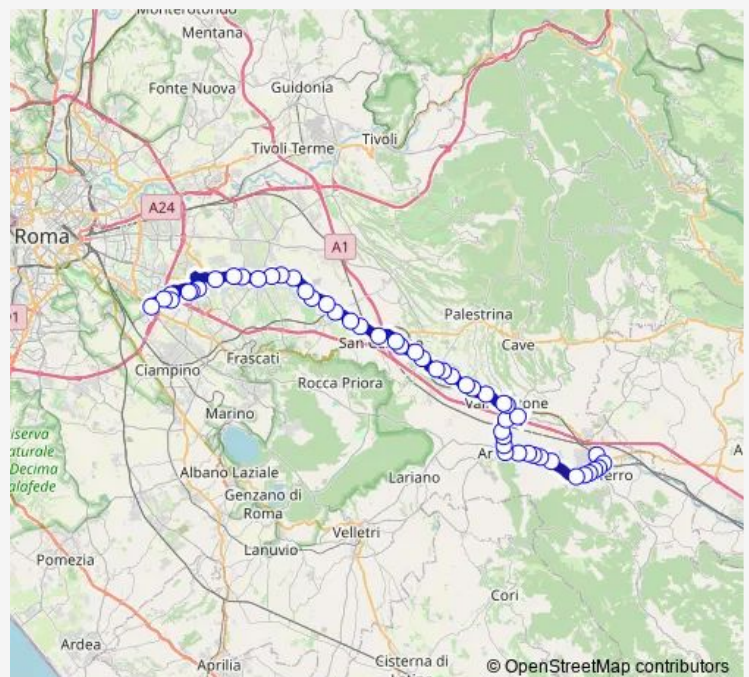 Monterotondo
Mentana
Fonte Nuova
Guidonia
Tivoli
Tivoli Terme
A24
Roma
A1
Palestrina
Cave
Frascati
Ciampino
Rocca Priora
Marino
Albano Laziale
Genzano di
Roma
Lariano
Velletri
Lanuvio
Pomezia
Cori
Ardea
Aprilia
Cisterna di
© OpenStreetMap contributors